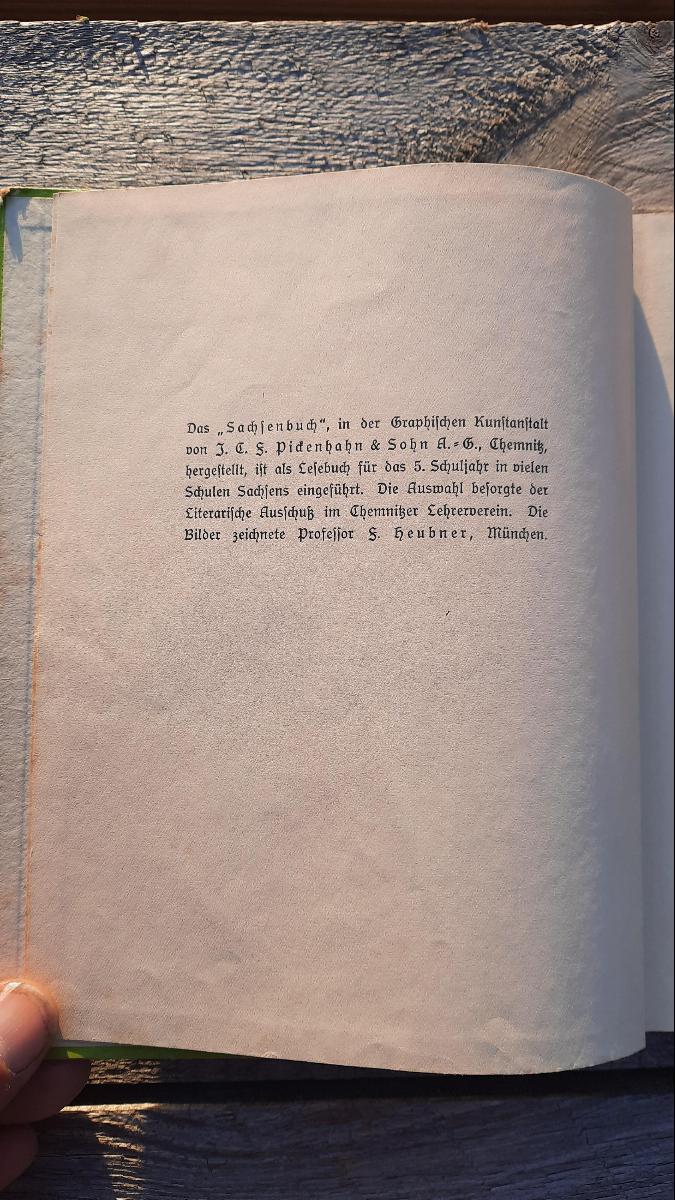 Das „Sachsenbuch“, in der Graphischen Kunstanstalt
von J. C. F. Pickenhahn & Sohn A.-G., Chemnitz,
hergestellt, ist als Lesebuch für das 5. Schuljahr in vielen
Schulen Sachsens eingeführt. Die Auswahl besorgte der
Literarische Ausschuß im Chemnitzer Lehrerverein. Die
Bilder zeichnete Professor F. Heubner, München.